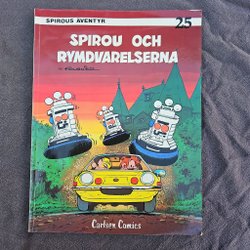 SPIROUS ÄVENTYR
25
SPIROU OCH
RYMDVARELSERNA
Carlsen Comics